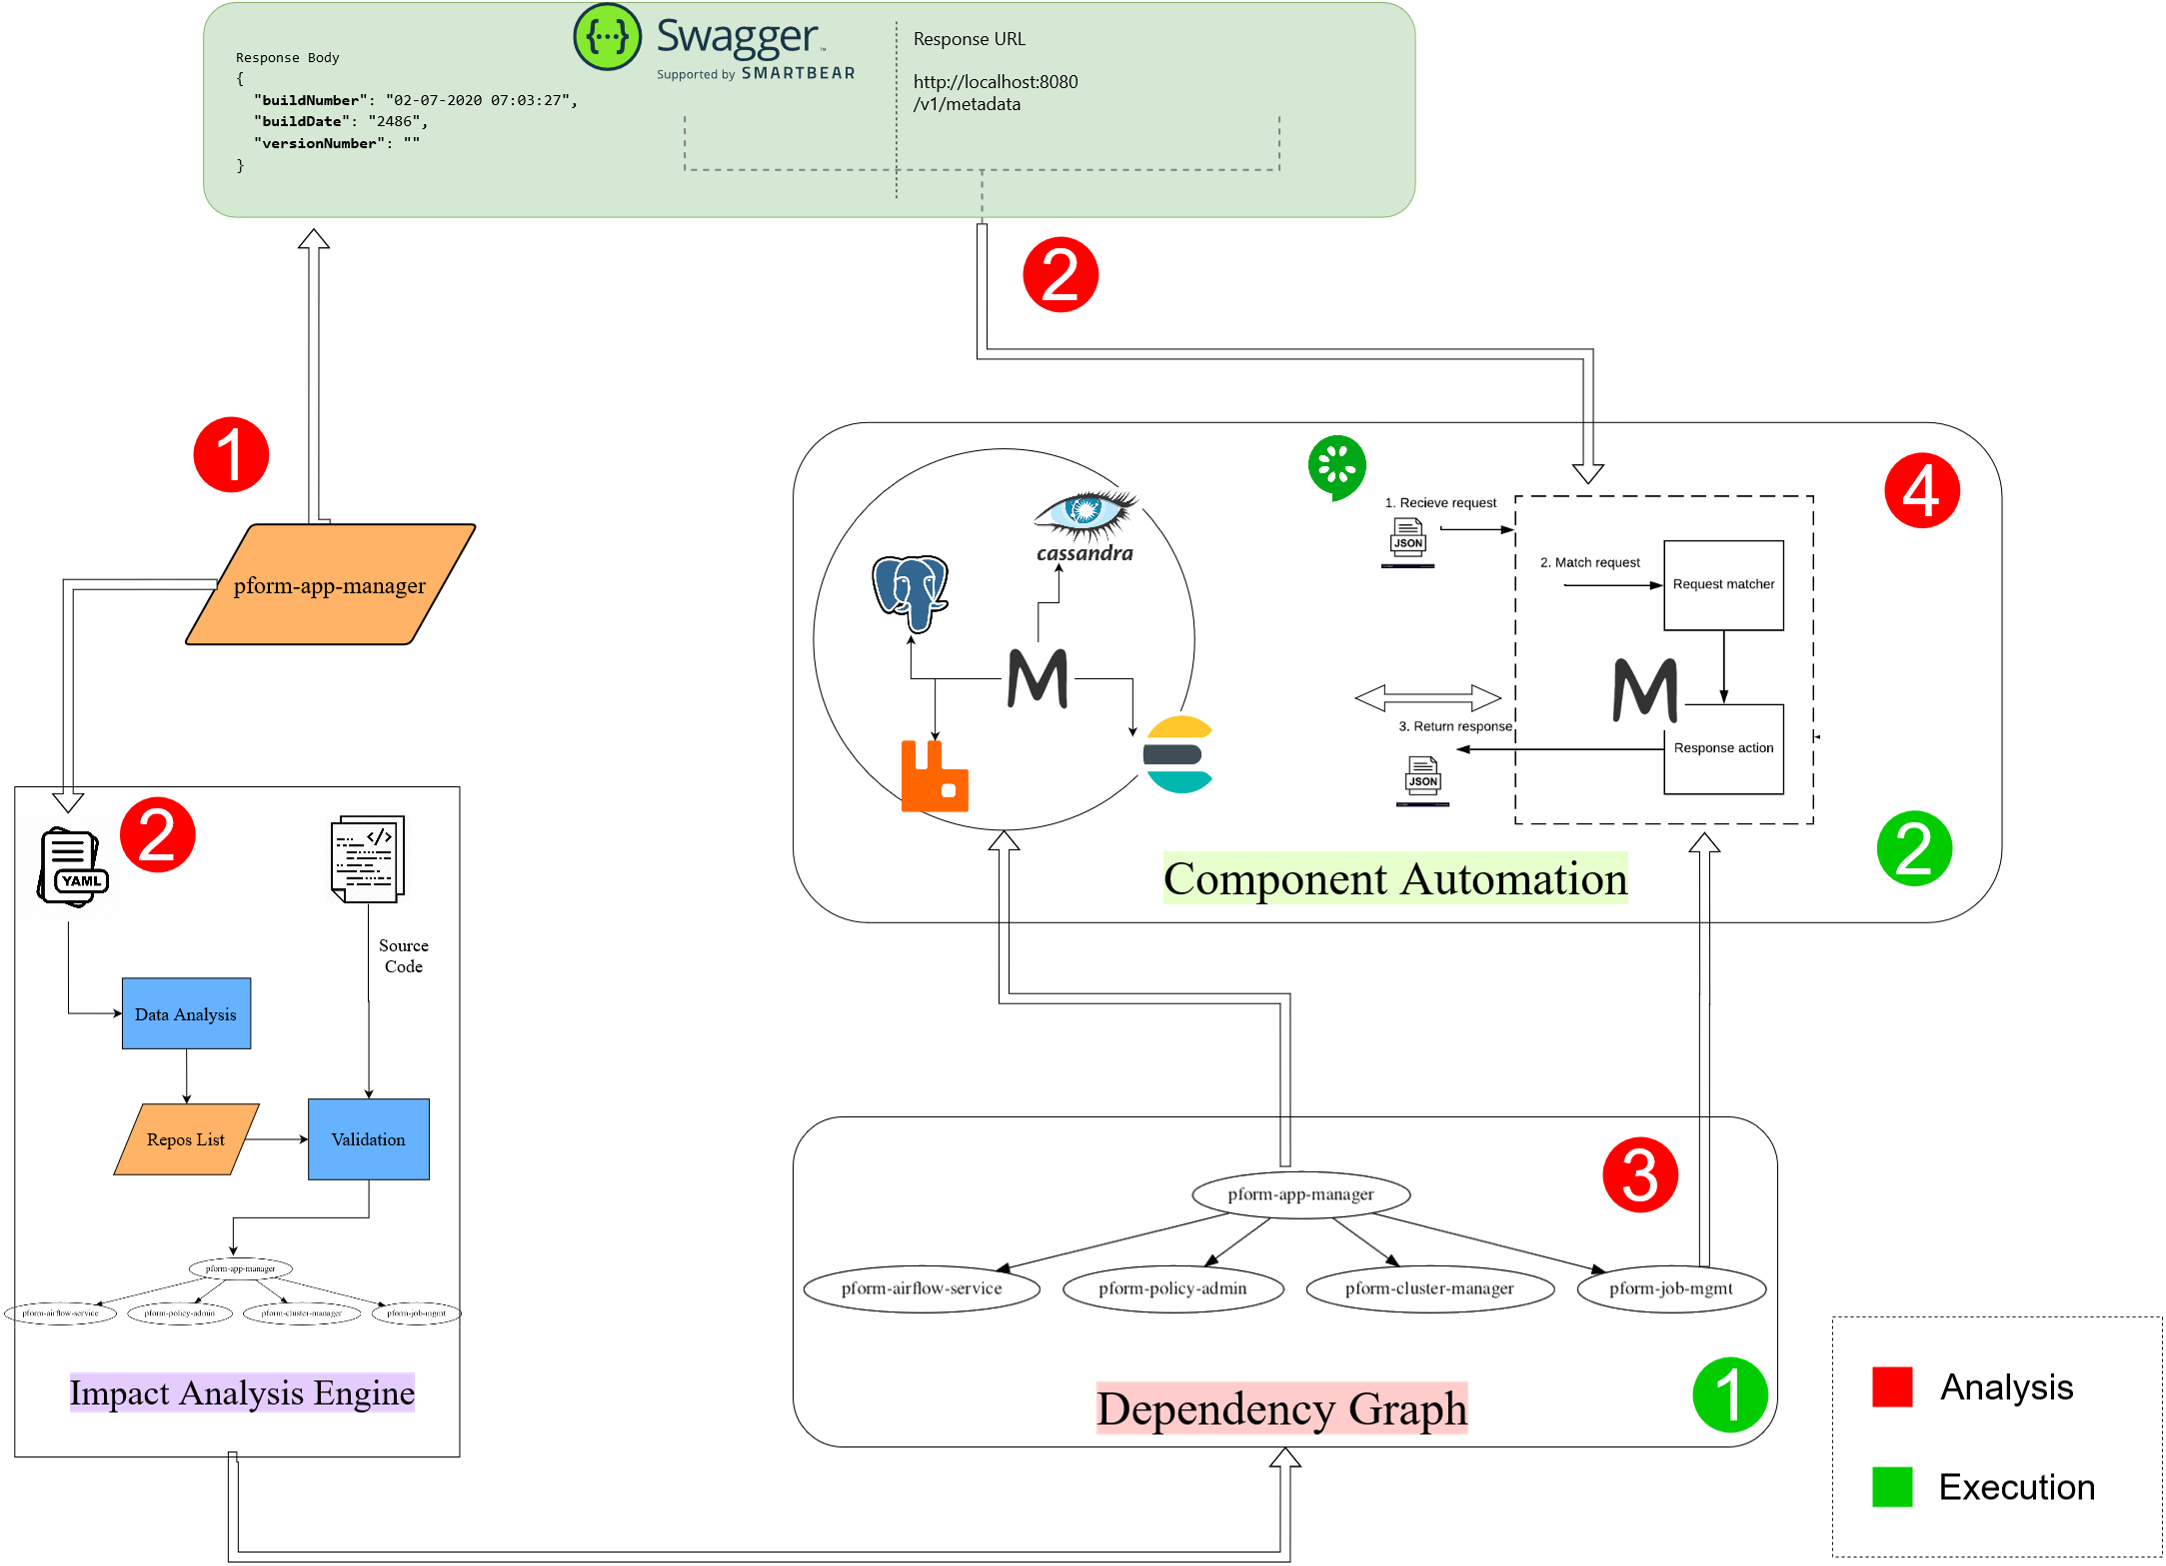 Response Body
{
"buildNumber": "02-07-2020 07:03:27",
"buildDate": "2486",
"versionNumber": ""
}
{...}
Swagger™
Supported by SMARTBEAR
Response URL
http://localhost:8080
/v1/metadata
1
2
pform-app-manager
2
YAML
</>
Source
Code
Data Analysis
Repos List
Validation
pform-app-manager
pform-airflow-service
pform-policy-admin
pform-cluster-manager
pform-job-mgmt
Impact Analysis Engine
cassandra
M
4
1. Recieve request
JSON
2. Match request
Request matcher
M
3. Return response
JSON
Response action
2
Component Automation
3
pform-app-manager
pform-airflow-service
pform-policy-admin
pform-cluster-manager
pform-job-mgmt
1
Dependency Graph
Analysis
Execution